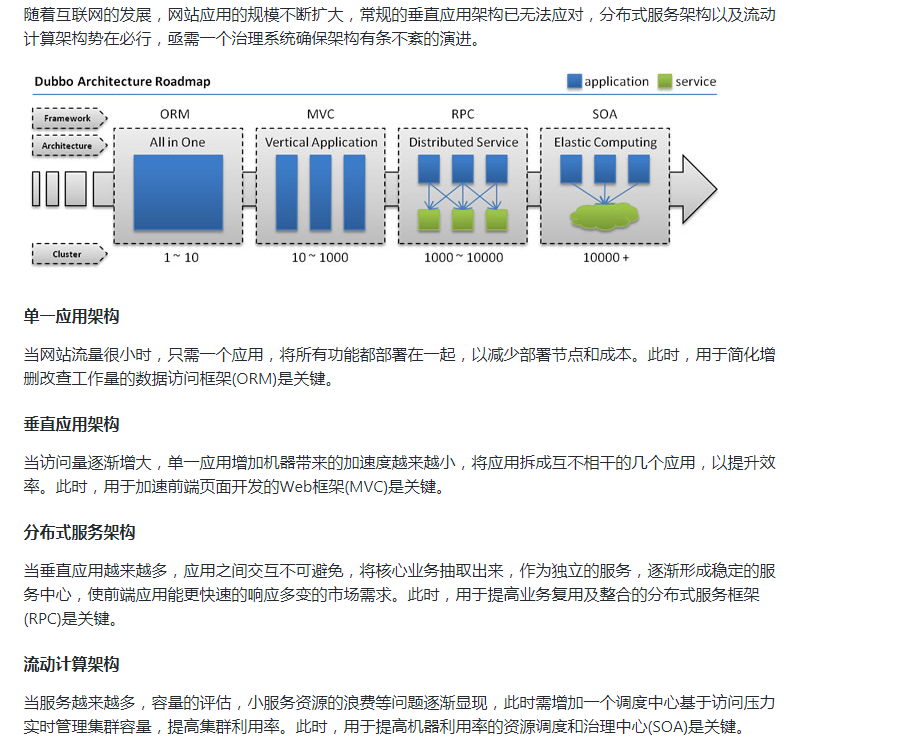 随着互联网的发展，网站应用的规模不断扩大，常规的垂直应用架构已无法应对，分布式服务架构以及流动
计算架构势在必行，亟需一个治理系统确保架构有条不紊的演进。
Dubbo Architecture Roadmap
application
service
Framework
ORM
MVC
RPC
SOA
Architecture
All in One
Vertical Application
Distributed Service
Elastic Computing
Cluster
1 ~ 10
10 ~ 1000
1000 ~ 10000
10000 +
单一应用架构
当网站流量很小时，只需一个应用，将所有功能都部署在一起，以减少部署节点和成本。此时，用于简化增
删改查工作量的数据访问框架(ORM)是关键。
垂直应用架构
当访问量逐渐增大，单一应用增加机器带来的加速度越来越小，将应用拆成互不相干的几个应用，以提升效
率。此时，用于加速前端页面开发的Web框架(MVC)是关键。
分布式服务架构
当垂直应用越来越多，应用之间交互不可避免，将核心业务抽取出来，作为独立的服务，逐渐形成稳定的服
务中心，使前端应用能更快速的响应多变的市场需求。此时，用于提高业务复用及整合的分布式服务框架
(RPC)是关键。
流动计算架构
当服务越来越多，容量的评估，小服务资源的浪费等问题逐渐显现，此时需增加一个调度中心基于访问压力
实时管理集群容量，提高集群利用率。此时，用于提高机器利用率的资源调度和治理中心(SOA)是关键。